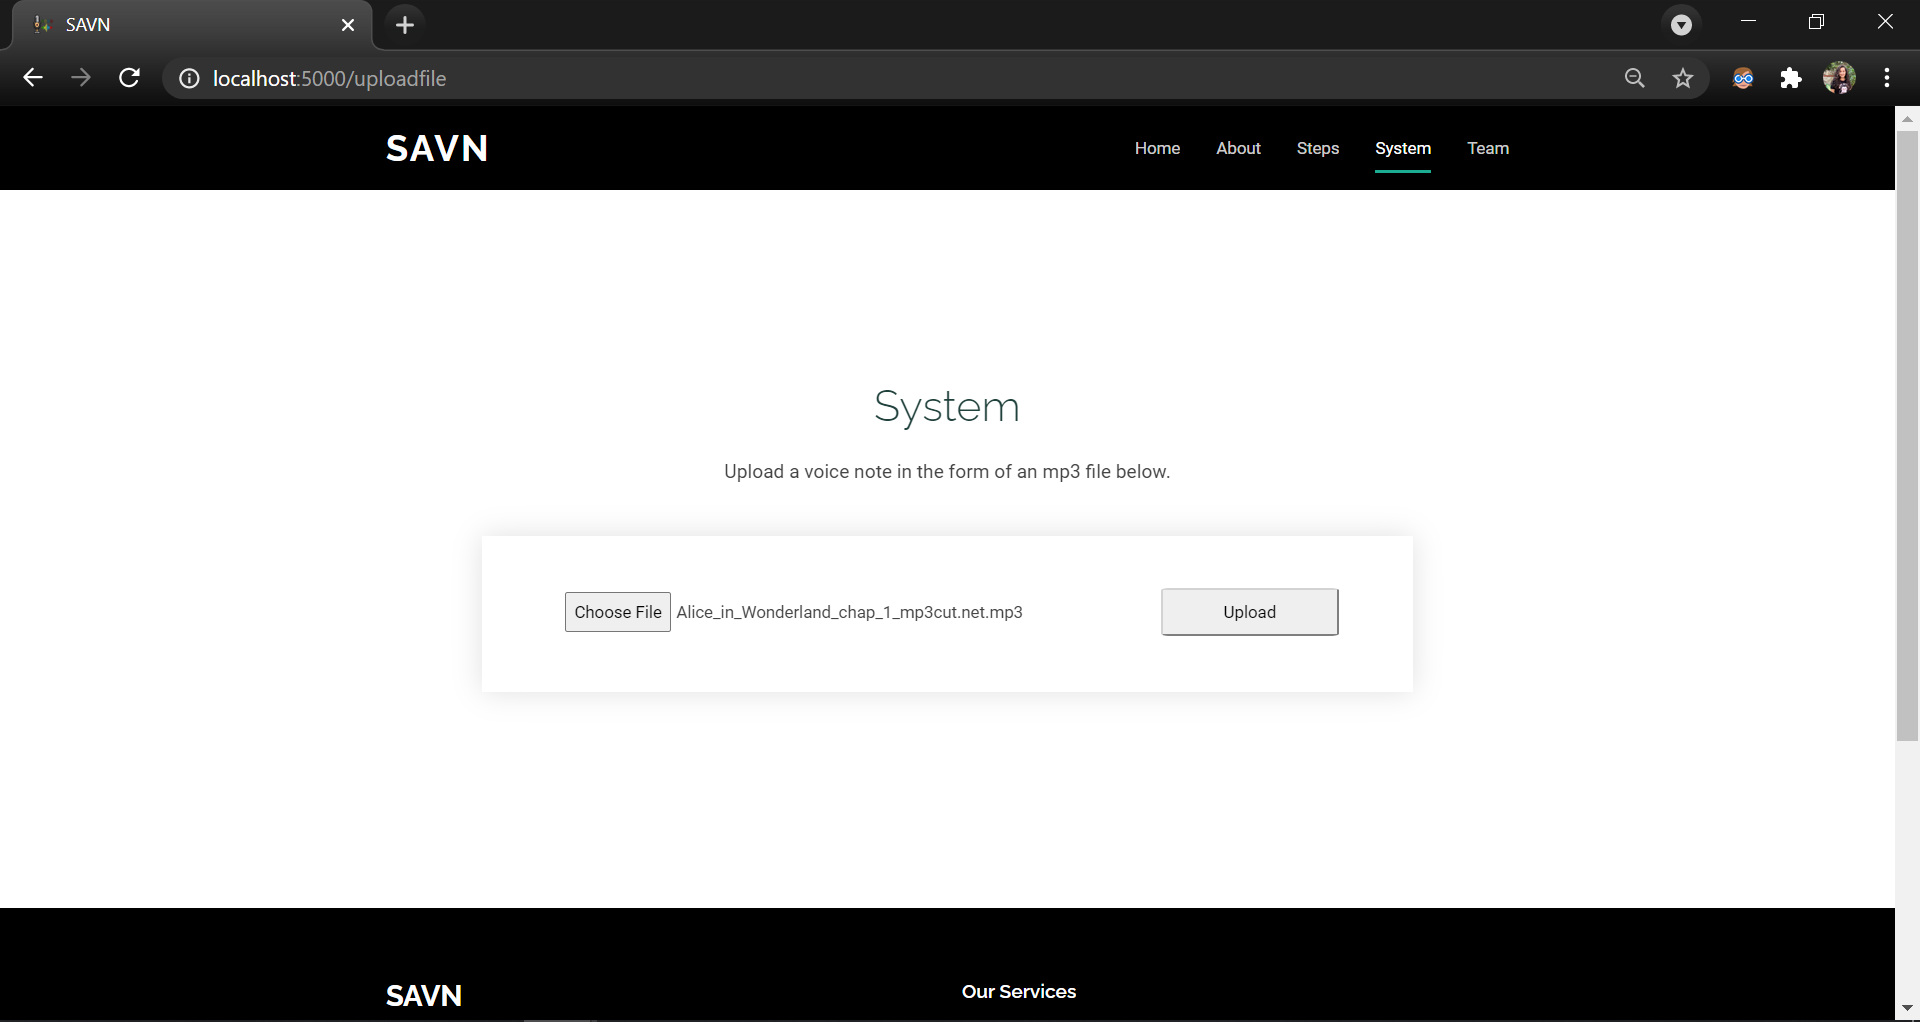 SAVN
localhost:5000/uploadfile
SAVN
Home About Steps System Team
System
Upload a voice note in the form of an mp3 file below.
Choose File Alice_in_Wonderland_chap_1_mp3cut.net.mp3 Upload
SAVN Our Services